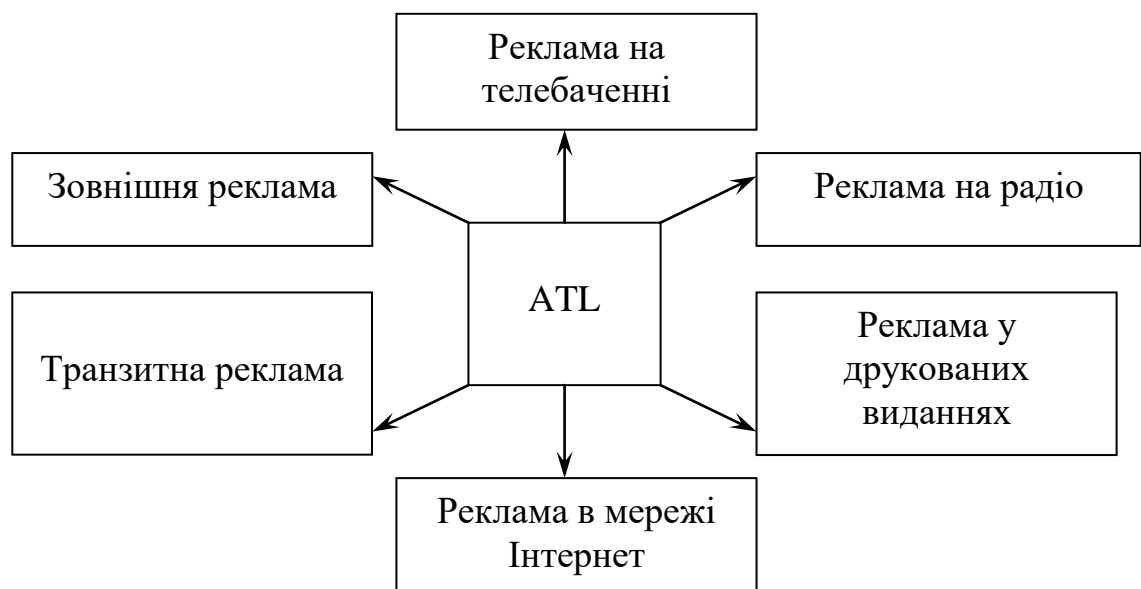 Реклама на
телебаченні
Зовнішня реклама
Реклама на радіо
ATL
Транзитна реклама
Реклама у
друкованих
виданнях
Реклама в мережі
Інтернет